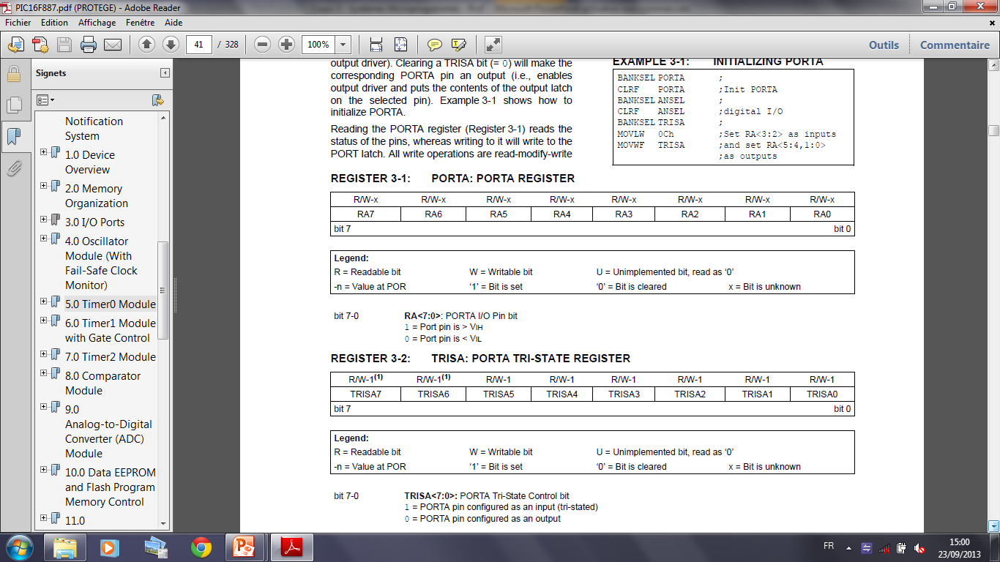 PIC16F887.pdf (PROTEGE) - Adobe Reader
Fichier Edition Affichage Fenêtre Aide
41 / 328 100% Outils Commentaire
Signets
Notification
System
1.0 Device
Overview
2.0 Memory
Organization
3.0 I/O Ports
4.0 Oscillator
Module (With
Fail-Safe Clock
Monitor)
5.0 Timer0 Module
6.0 Timer1 Module
with Gate Control
7.0 Timer2 Module
8.0 Comparator
Module
9.0
Analog-to-Digital
Converter (ADC)
Module
10.0 Data EEPROM
and Flash Program
Memory Control
11.0
output driver). Clearing a TRISA bit (= 0) will make the
corresponding PORTA pin an output (i.e., enables
output driver and puts the contents of the output latch
on the selected pin). Example 3-1 shows how to
initialize PORTA.
Reading the PORTA register (Register 3-1) reads the
status of the pins, whereas writing to it will write to the
PORT latch. All write operations are read-modify-write
EXAMPLE 3-1: INITIALIZING PORTA
BANKSEL PORTA ;
CLRF PORTA ;Init PORTA
BANKSEL ANSEL ;
CLRF ANSEL ;digital I/O
BANKSEL TRISA ;
MOVLW 0Ch ;Set RA<3:2> as inputs
MOVWF TRISA ;and set RA<5:4,1:0>
;as outputs
REGISTER 3-1: PORTA: PORTA REGISTER
R/W-x R/W-x R/W-x R/W-x R/W-x R/W-x R/W-x R/W-x
RA7 RA6 RA5 RA4 RA3 RA2 RA1 RA0
bit 7 bit 0
Legend:
R = Readable bit W = Writable bit U = Unimplemented bit, read as ‘0’
-n = Value at POR ‘1’ = Bit is set ‘0’ = Bit is cleared x = Bit is unknown
bit 7-0 RA<7:0>: PORTA I/O Pin bit
1 = Port pin is > VIH
0 = Port pin is < VIL
REGISTER 3-2: TRISA: PORTA TRI-STATE REGISTER
R/W-1(1) R/W-1(1) R/W-1 R/W-1 R/W-1 R/W-1 R/W-1 R/W-1
TRISA7 TRISA6 TRISA5 TRISA4 TRISA3 TRISA2 TRISA1 TRISA0
bit 7 bit 0
Legend:
R = Readable bit W = Writable bit U = Unimplemented bit, read as ‘0’
-n = Value at POR ‘1’ = Bit is set ‘0’ = Bit is cleared x = Bit is unknown
bit 7-0 TRISA<7:0>: PORTA Tri-State Control bit
1 = PORTA pin configured as an input (tri-stated)
0 = PORTA pin configured as an output
FR 15:00
23/09/2013